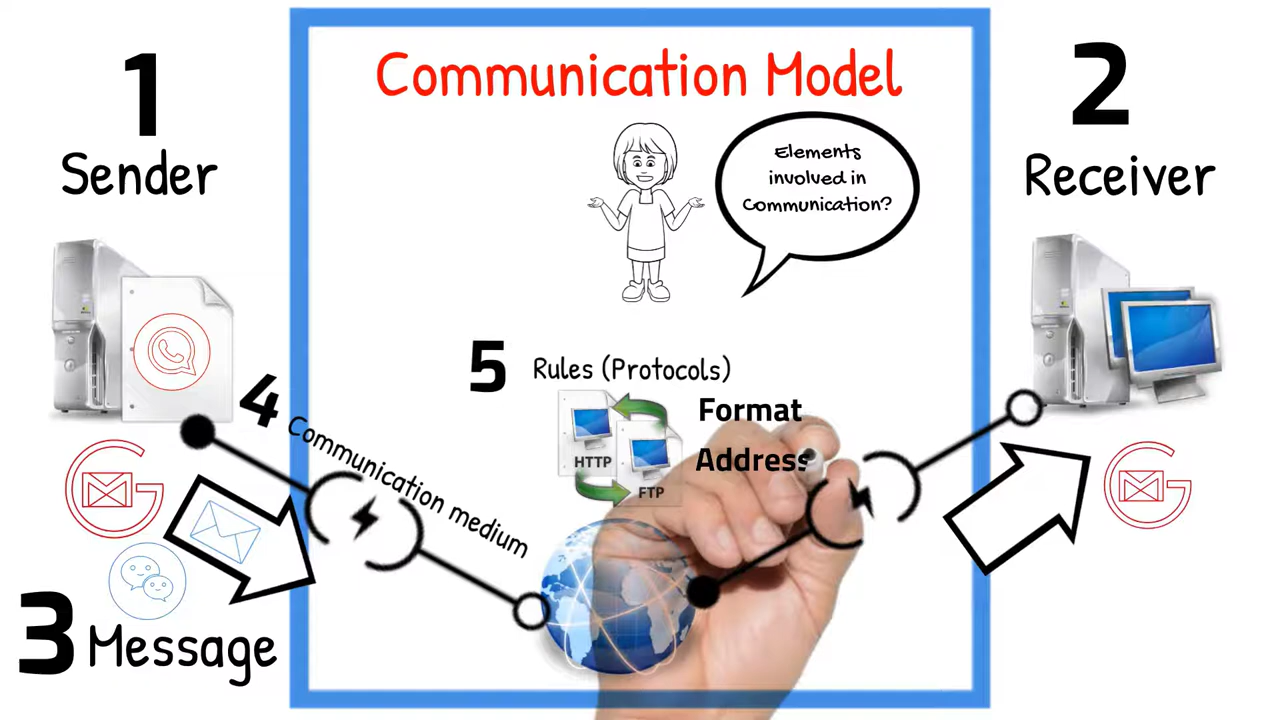 Communication Model
1
Sender
2
Receiver
Elements
involved in
Communication?
5
Rules (Protocols)
Format
Address
HTTP
FTP
4
Communication medium
3
Message